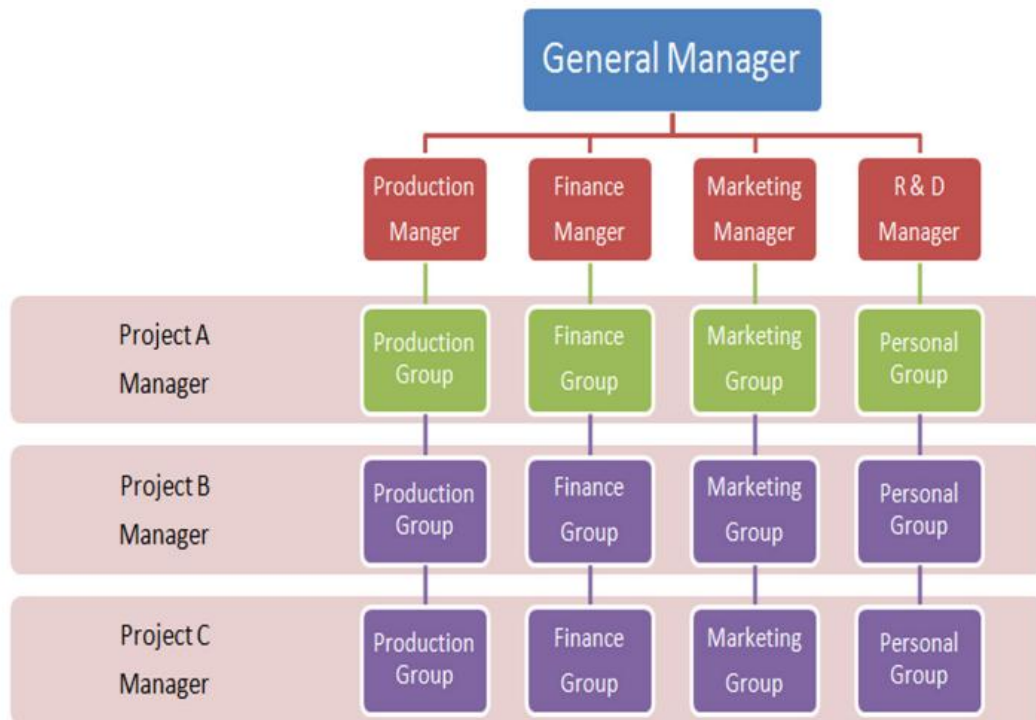 General Manager
Production
Manger
Finance
Manger
Marketing
Manager
R & D
Manager
Project A
Manager
Production
Group
Finance
Group
Marketing
Group
Personal
Group
Project B
Manager
Production
Group
Finance
Group
Marketing
Group
Personal
Group
Project C
Manager
Production
Group
Finance
Group
Marketing
Group
Personal
Group